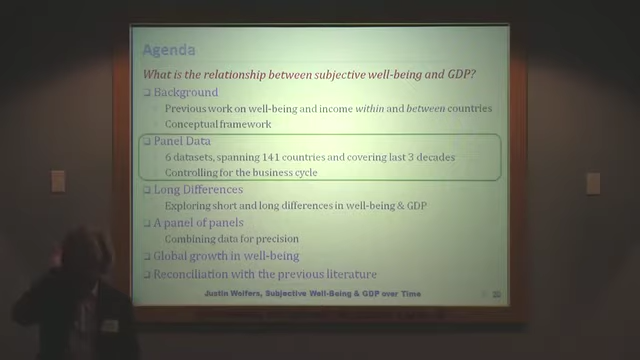 Agenda
What is the relationship between subjective well-being and GDP?
Background
Previous work on well-being and income within and between countries
Conceptual framework
Panel Data
6 datasets, spanning 141 countries and covering last 3 decades
Controlling for the business cycle
Long Differences
Exploring short and long differences in well-being & GDP
A panel of panels
Combining data for precision
Global growth in well-being
Reconciliation with the previous literature
Justin Wolfers, Subjective Well-Being & GDP over Time